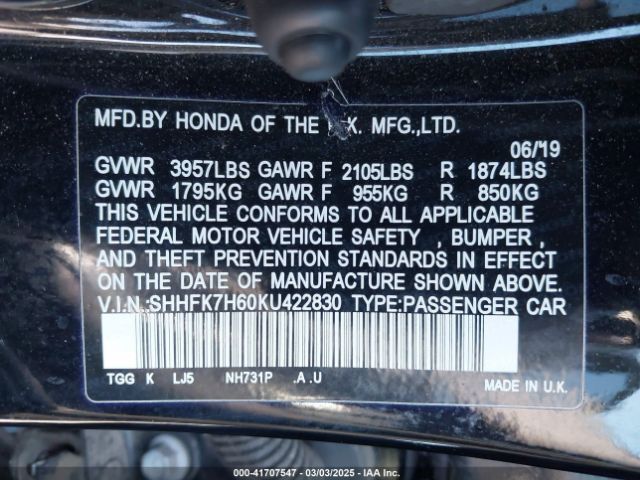 MFD.BY HONDA OF THE K. MFG.,LTD.
06/'19
GVWR 3957LBS GAWR F 2105LBS R 1874LBS
GVWR 1795KG GAWR F 955KG R 850KG
THIS VEHICLE CONFORMS TO ALL APPLICABLE
FEDERAL MOTOR VEHICLE SAFETY , BUMPER ,
AND THEFT PREVENTION STANDARDS IN EFFECT
ON THE DATE OF MANUFACTURE SHOWN ABOVE.
V.I.N.:SHHFK7H60KU422830 TYPE:PASSENGER CAR
TGG K LJ5 NH731P .A .U
MADE IN U.K.
000-41707547 | 03/03/2025 | IAA Inc.